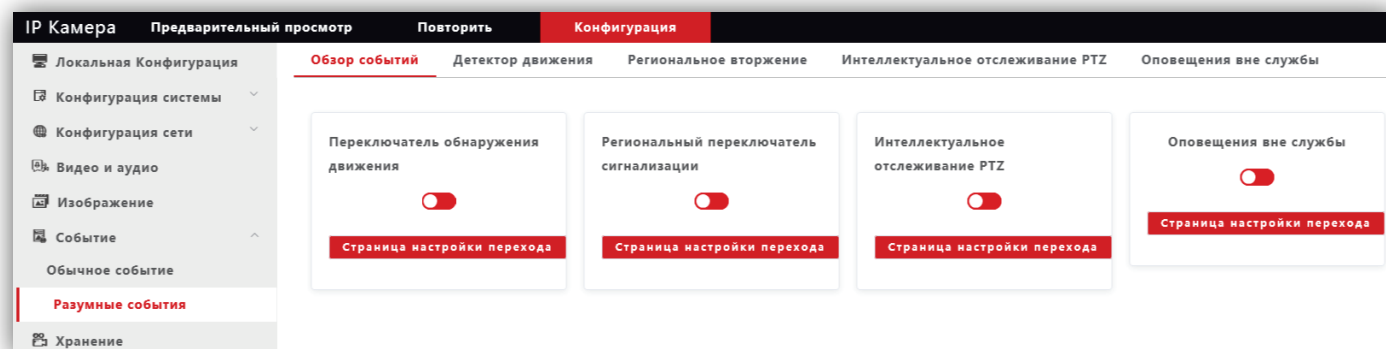 IP Камера Предварительный просмотр Повторить Конфигурация
Локальная Конфигурация
Конфигурация системы
Конфигурация сети
Видео и аудио
Изображение
Событие
Обычное событие
Разумные события
Хранение
Обзор событий Детектор движения Региональное вторжение Интеллектуальное отслеживание PTZ Оповещения вне службы
Переключатель обнаружения
движения
Страница настройки перехода
Региональный переключатель
сигнализации
Страница настройки перехода
Интеллектуальное
отслеживание PTZ
Страница настройки перехода
Оповещения вне службы
Страница настройки перехода